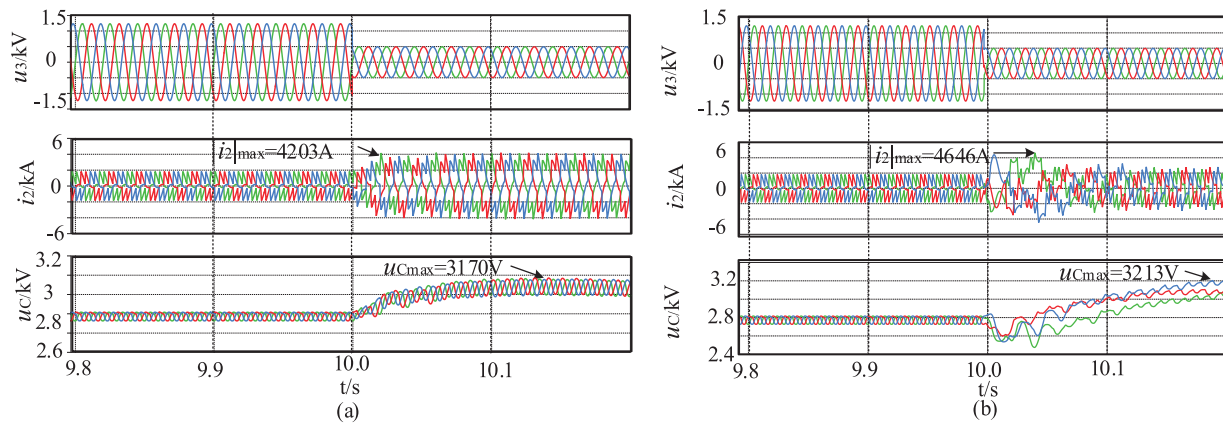 1.5
0
-1.5
u3/kV
6
0
-6
i2/kA
i2|max=4203A
3.2
3
2.8
2.6
uC/kV
uCmax=3170V
9.8 9.9 10.0 10.1
t/s
(a)
1.5
0
-1.5
u3/kV
6
0
-6
i2/kA
i2|max=4646A
3.2
2.8
2.4
uC/kV
uCmax=3213V
9.8 9.9 10.0 10.1
t/s
(b)